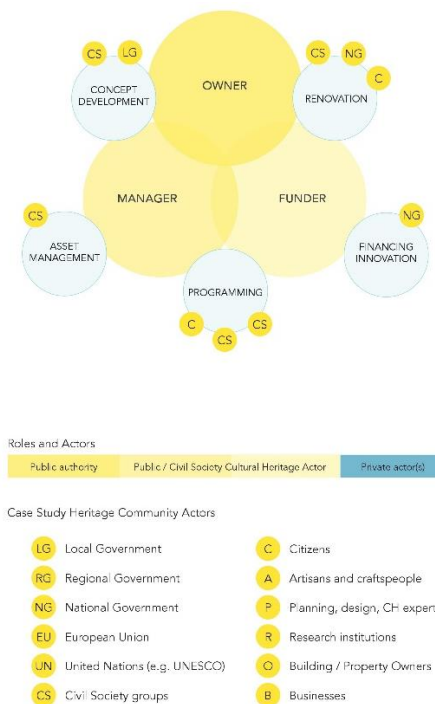 CS
LG
CS
NG
C
CONCEPT
DEVELOPMENT
OWNER
RENOVATION
MANAGER
FUNDER
CS
NG
ASSET
MANAGEMENT
FINANCING
INNOVATION
PROGRAMMING
C
CS
CS
Roles and Actors
Public authority
Public / Civil Society Cultural Heritage Actor
Private actor(s)
Case Study Heritage Community Actors
LG Local Government
C Citizens
RG Regional Government
A Artisans and craftspeople
NG National Government
P Planning, design, CH expert
EU European Union
R Research institutions
UN United Nations (e.g. UNESCO)
O Building / Property Owners
CS Civil Society groups
B Businesses